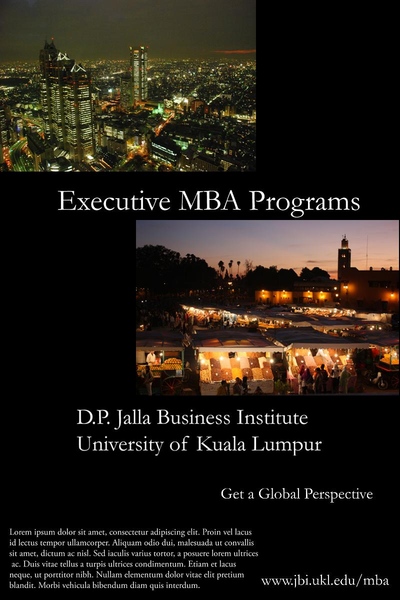 Executive MBA Programs
D.P. Jalla Business Institute
University of Kuala Lumpur
Get a Global Perspective
Lorem ipsum dolor sit amet, consectetur adipiscing elit. Proin vel lacus
id lectus tempor ullamcorper. Aliquam odio dui, malesuada ut convallis
sit amet, dictum ac nisl. Sed iaculis varius tortor, a posuere lorem ultrices
ac. Duis vitae tellus a turpis ultrices condimentum. Etiam et lacus
neque, ut porttitor nibh. Nullam elementum dolor vitae elit pretium
blandit. Morbi vehicula bibendum diam quis interdum.
www.jbi.ukl.edu/mba